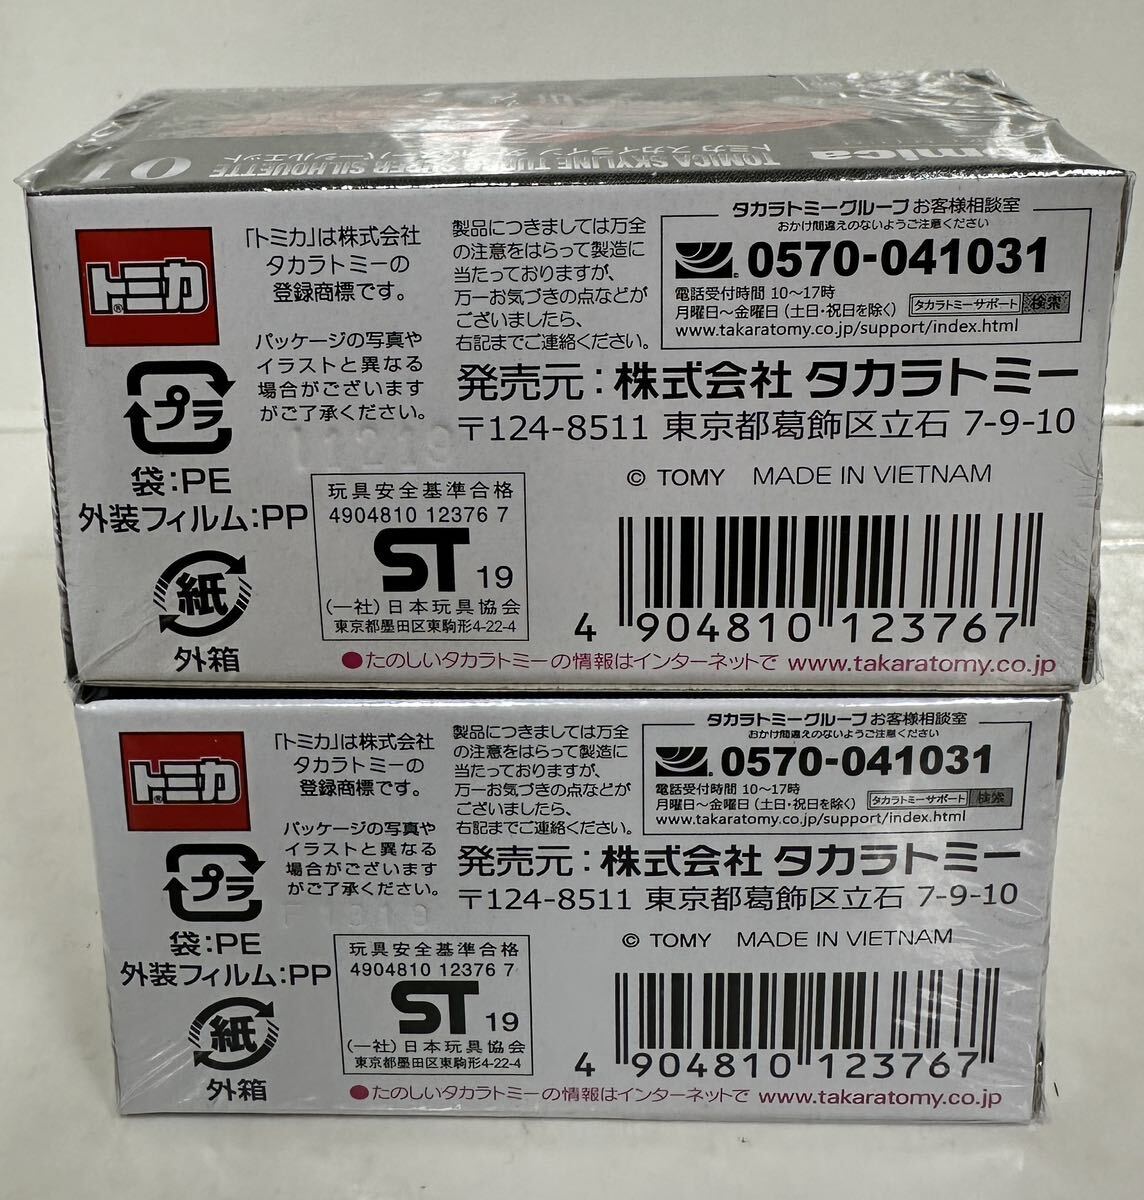 TOMICA SKYLINE TURBO SUPER SILHOUETTE
01
トミカ
「トミカ」は株式会社
タカラトミーの
登録商標です。
パッケージの写真や
イラストと異なる
場合がございます
がご了承ください。
プラ
袋:PE
外装フィルム:PP
紙
外箱
製品につきましては万全
の注意をはらって製造に
当たっておりますが、
万一お気づきの点などが
ございましたら、
右記までご連絡ください。
タカラトミーグループ お客様相談室
おかけ間違えのないようご注意ください
0570-041031
電話受付時間 10〜17時
月曜日〜金曜日 (土日・祝日を除く) タカラトミーサポート 検索
www.takaratomy.co.jp/support/index.html
発売元:株式会社 タカラトミー
〒124-8511 東京都葛飾区立石 7-9-10
© TOMY MADE IN VIETNAM
玩具安全基準合格
4904810 12376 7
ST 19
(一社)日本玩具協会
東京都墨田区東駒形4-22-4
4 904810 123767
●たのしいタカラトミーの情報はインターネットで www.takaratomy.co.jp
トミカ
「トミカ」は株式会社
タカラトミーの
登録商標です。
パッケージの写真や
イラストと異なる
場合がございます
がご了承ください。
プラ
袋:PE
外装フィルム:PP
紙
外箱
製品につきましては万全
の注意をはらって製造に
当たっておりますが、
万一お気づきの点などが
ございましたら、
右記までご連絡ください。
タカラトミーグループ お客様相談室
おかけ間違えのないようご注意ください
0570-041031
電話受付時間 10〜17時
月曜日〜金曜日 (土日・祝日を除く) タカラトミーサポート 検索
www.takaratomy.co.jp/support/index.html
発売元:株式会社 タカラトミー
〒124-8511 東京都葛飾区立石 7-9-10
© TOMY MADE IN VIETNAM
玩具安全基準合格
4904810 12376 7
ST 19
(一社)日本玩具協会
東京都墨田区東駒形4-22-4
4 904810 123767
●たのしいタカラトミーの情報はインターネットで www.takaratomy.co.jp